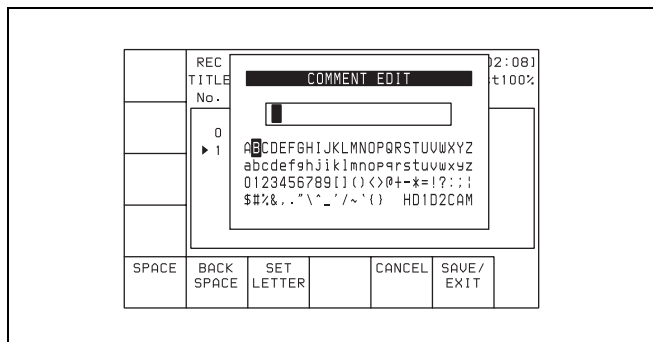 REC 02:08]
TITLE t100%
No.
COMMENT EDIT
0
▶ 1
ABCDEFGHIJKLMNOPQRSTUVWXYZ
abcdefghijklmnopqrstuvwxyz
0123456789[]()<>@+-*=!?:;¦
$#%&,."\^_'/~`{} HD1D2CAM
SPACE BACK SPACE SET LETTER CANCEL SAVE/ EXIT